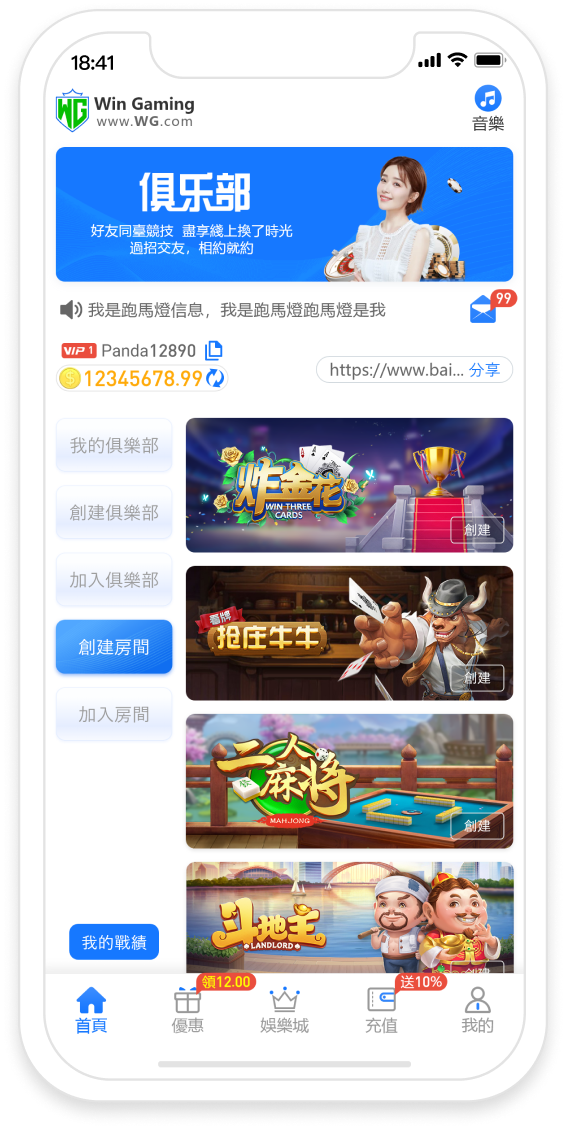 18:41
WG
Win Gaming
www.WG.com
音樂
俱乐部
好友同臺競技 盡享綫上換了時光
過招交友，相約就約
我是跑馬燈信息，我是跑馬燈跑馬燈是我
99
VIP 1 Panda12890
12345678.99
https://www.bai... 分享
我的俱樂部
創建俱樂部
加入俱樂部
創建房間
加入房間
炸金花
WIN THREE
CARDS
創建
看牌
抢庄牛牛
創建
二人麻将
MAHJONG
創建
斗地主
LANDLORD
創建
我的戰績
領12.00
送10%
首頁
優惠
娛樂城
充值
我的